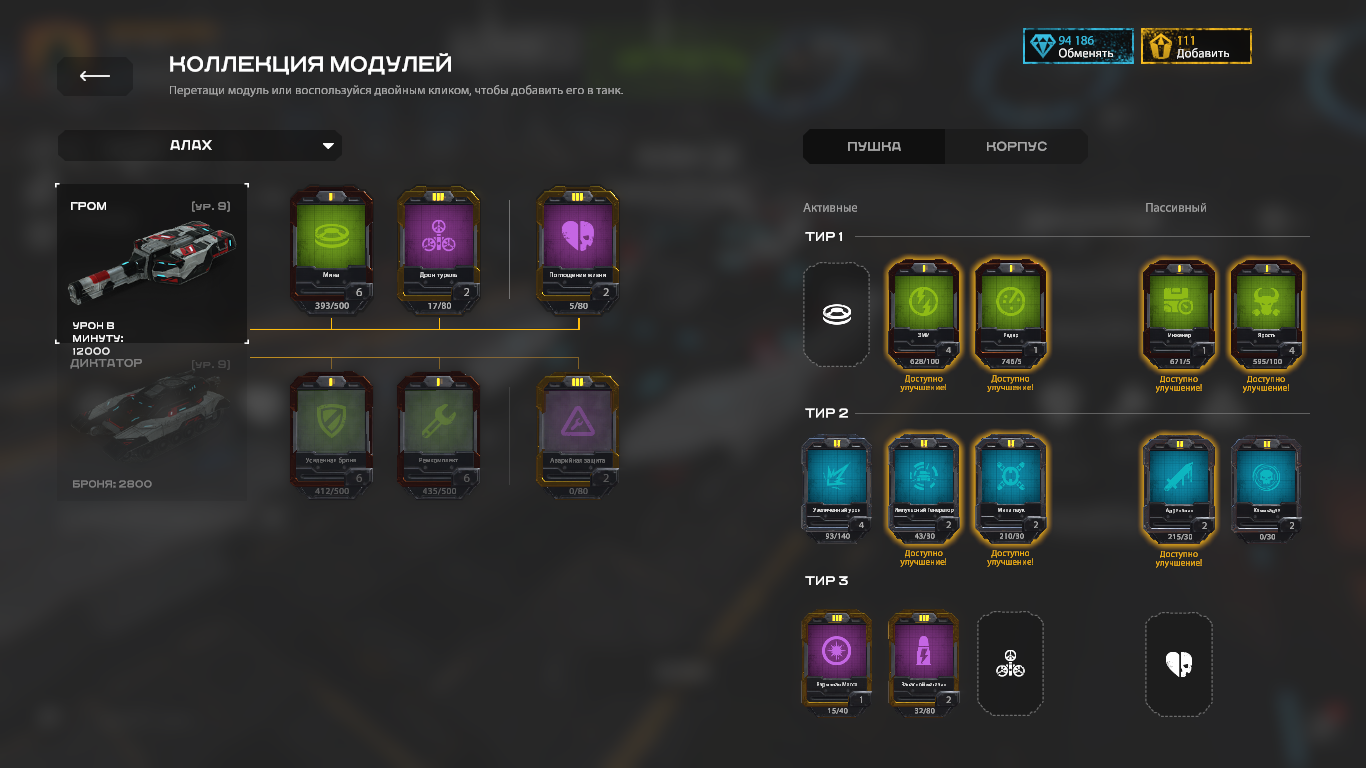 КОЛЛЕКЦИЯ МОДУЛЕЙ
Перетащи модуль или воспользуйся двойным кликом, чтобы добавить его в танк.
94 186
Обменять
111
Добавить
АЛАХ
ПУШКА
КОРПУС
ГРОМ
(ур. 9)
УРОН В
МИНУТУ:
12000
Мина
6
393/500
Дрон турель
2
17/80
Поглощение жизни
2
5/80
ДИКТАТОР
(ур. 9)
БРОНЯ: 2800
Усиленная броня
6
412/500
Ремкомплект
6
435/500
Аварийная защита
2
0/80
Активные
Пассивный
ТИР 1
ЭМИ
4
628/100
Доступно
улучшение!
Радар
1
746/5
Доступно
улучшение!
Инженер
1
671/5
Доступно
улучшение!
Ярость
4
595/100
Доступно
улучшение!
ТИР 2
Увеличенный урон
4
93/140
Импульсный генератор
2
43/30
Доступно
улучшение!
Мина паук
2
210/30
Доступно
улучшение!
2
215/30
Доступно
улучшение!
2
0/30
ТИР 3
1
15/40
2
32/80